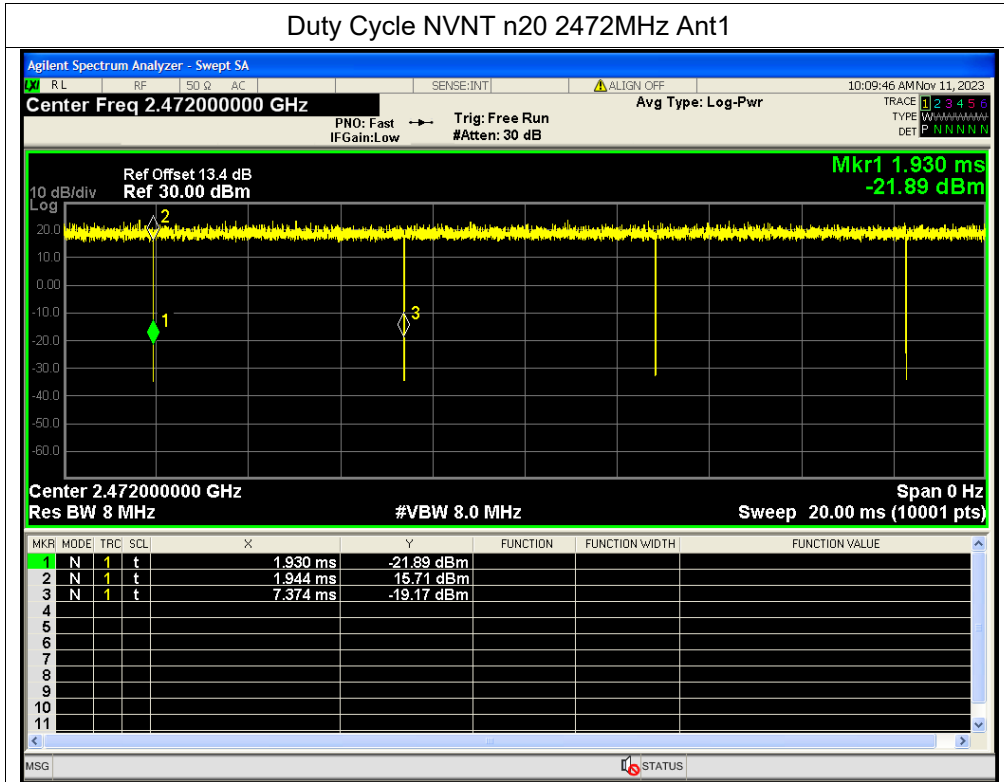 Duty Cycle NVNT n20 2472MHz Ant1
Agilent Spectrum Analyzer - Swept SA
LXI RL RF 50 Ω AC SENSE:INT ALIGN OFF 10:09:46 AM Nov 11, 2023
Center Freq 2.472000000 GHz Avg Type: Log-Pwr TRACE 1 2 3 4 5 6
PNO: Fast Trig: Free Run TYPE WWWWWW
IFGain:Low #Atten: 30 dB DET P N N N N N
Mkr1 1.930 ms
Ref Offset 13.4 dB
10 dB/div Ref 30.00 dBm -21.89 dBm
Log
20.0
10.0
0.00
-10.0
-20.0
-30.0
-40.0
-50.0
-60.0
2
1
3
Center 2.472000000 GHz Span 0 Hz
Res BW 8 MHz #VBW 8.0 MHz Sweep 20.00 ms (10001 pts)
MKR MODE TRC SCL X Y FUNCTION FUNCTION WIDTH FUNCTION VALUE
1 N 1 t 1.930 ms -21.89 dBm
2 N 1 t 1.944 ms 15.71 dBm
3 N 1 t 7.374 ms -19.17 dBm
4
5
6
7
8
9
10
11
MSG STATUS